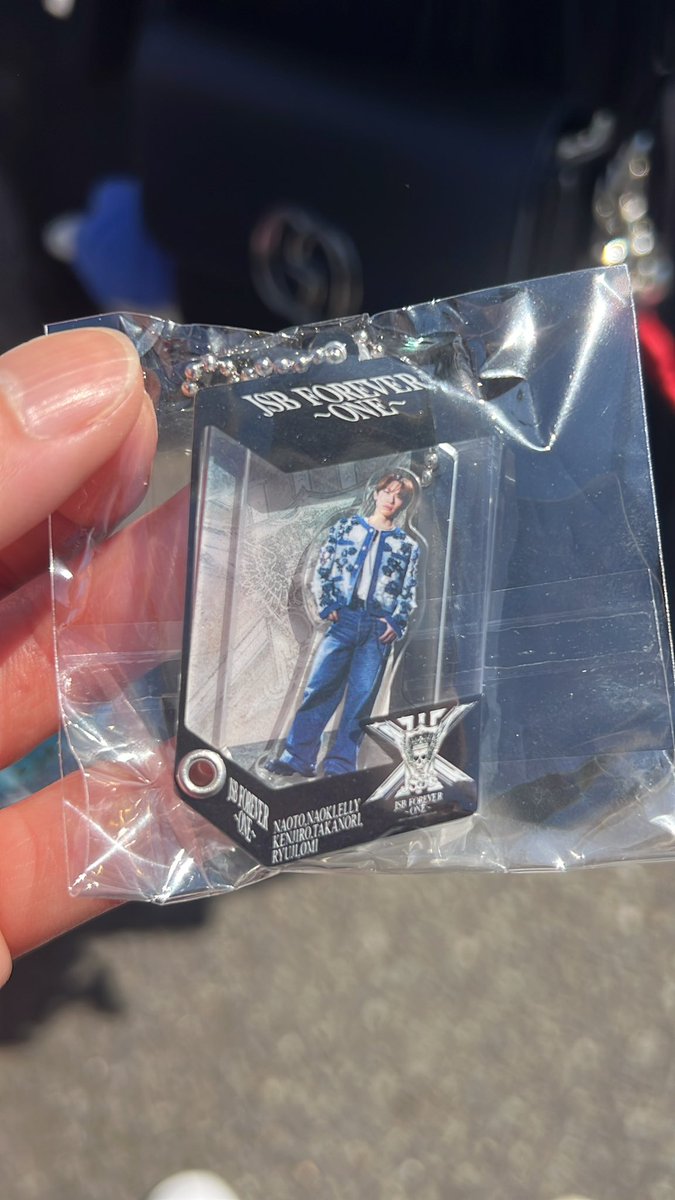 JSB FOREVER
~ONE~
JSB FOREVER
~ONE~
NAOTO,NAOKI,ELLY
KENJIRO,TAKANORI,
RYUJI,OMI
JSB FOREVER
~ONE~